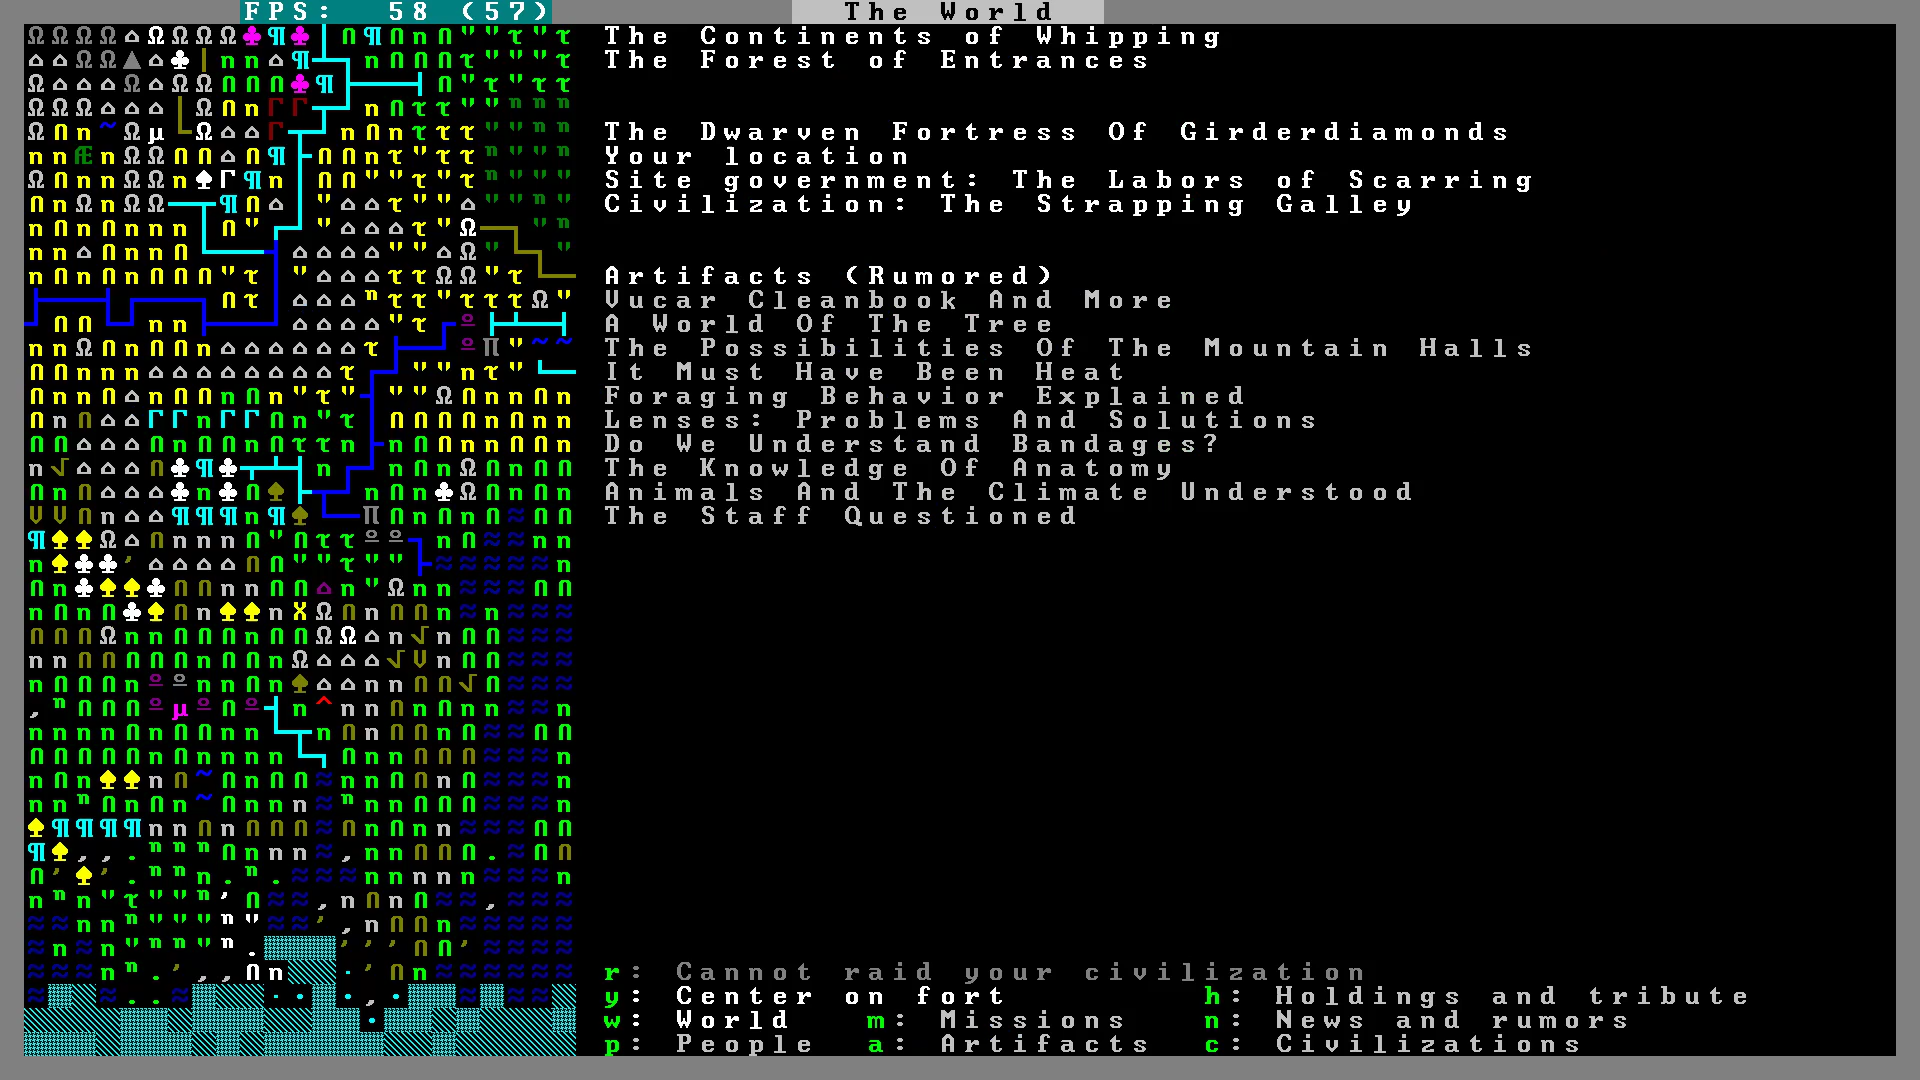 FPS: 58 (57)
The World
The Continents of Whipping
The Forest of Entrances
The Dwarven Fortress Of Girderdiamonds
Your location
Site government: The Labors of Scarring
Civilization: The Strapping Galley
Artifacts (Rumored)
Vucar Cleanbook And More
A World Of The Tree
The Possibilities Of The Mountain Halls
It Must Have Been Heat
Foraging Behavior Explained
Lenses: Problems And Solutions
Do We Understand Bandages?
The Knowledge Of Anatomy
Animals And The Climate Understood
The Staff Questioned
r: Cannot raid your civilization
y: Center on fort h: Holdings and tribute
w: World m: Missions n: News and rumors
p: People a: Artifacts c: Civilizations